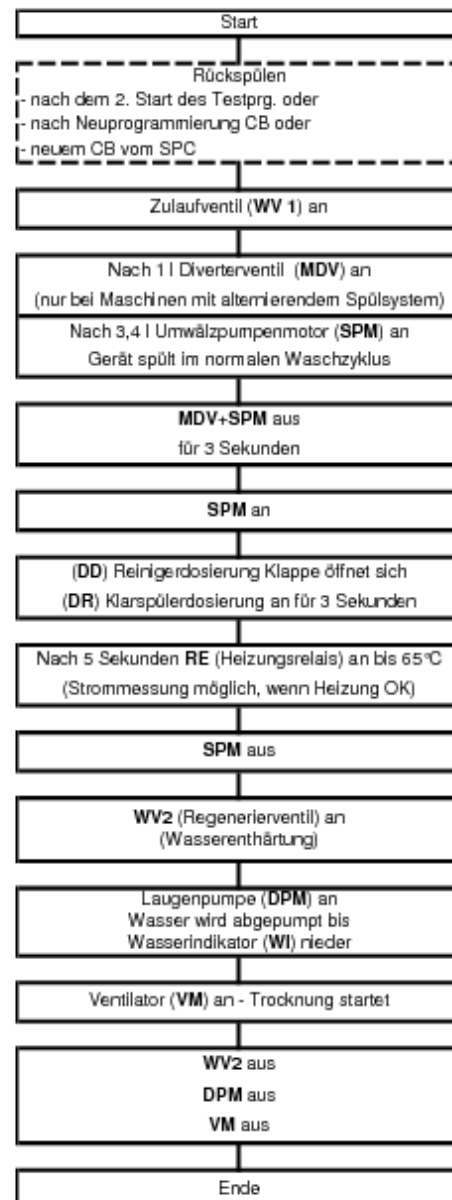 Start
Rückspülen
- nach dem 2. Start des Testprg. oder
- nach Neuprogrammierung CB oder
- neuem CB vom SPC
Zulaufventil (WV 1) an
Nach 1 l Diverterventil (MDV) an
(nur bei Maschinen mit alternierendem Spülsystem)
Nach 3,4 l Umwälzpumpenmotor (SPM) an
Gerät spült im normalen Waschzyklus
MDV+SPM aus
für 3 Sekunden
SPM an
(DD) Reinigerdosierung Klappe öffnet sich
(DR) Klarspülerdosierung an für 3 Sekunden
Nach 5 Sekunden RE (Heizungsrelais) an bis 65°C
(Strommessung möglich, wenn Heizung OK)
SPM aus
WV2 (Regenerierventil) an
(Wasserenthärtung)
Laugenpumpe (DPM) an
Wasser wird abgepumpt bis
Wasserindikator (WI) nieder
Ventilator (VM) an - Trocknung startet
WV2 aus
DPM aus
VM aus
Ende